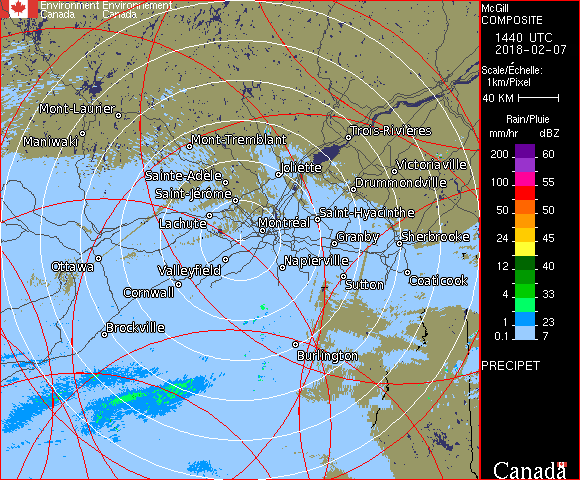 Environment Environnement
Canada Canada
McGill
COMPOSITE
1440 UTC
2018-02-07
Scale/Échelle:
1km/Pixel
40 KM
Rain/Pluie
mm/hr dBZ
200 60
100 55
50 50
24 45
12 40
4 33
1 23
0.1 7
PRECIPET
Canada
Mont-Laurier
Maniwaki
Mont-Tremblant
Trois-Rivières
Joliette
Victoriaville
Sainte-Adèle
Drummondville
Saint-Jérôme
Saint-Hyacinthe
Lachute
Montréal
Granby
Sherbrooke
Ottawa
Valleyfield
Napierville
Cornwall
Sutton
Coaticook
Brockville
Burlington